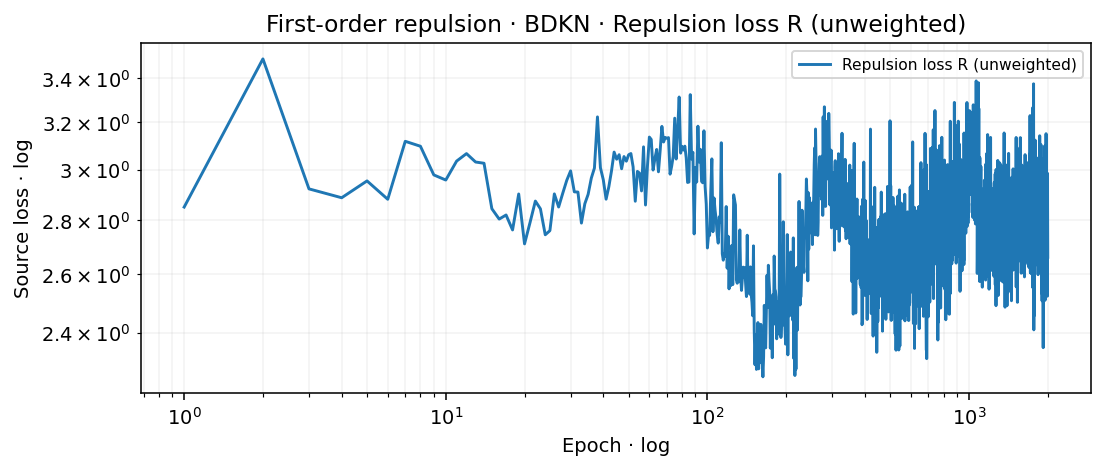 First-order repulsion · BDKN · Repulsion loss R (unweighted)
Repulsion loss R (unweighted)
Source loss · log
3.4 × 10⁰
3.2 × 10⁰
3 × 10⁰
2.8 × 10⁰
2.6 × 10⁰
2.4 × 10⁰
10⁰ 10¹ 10² 10³
Epoch · log